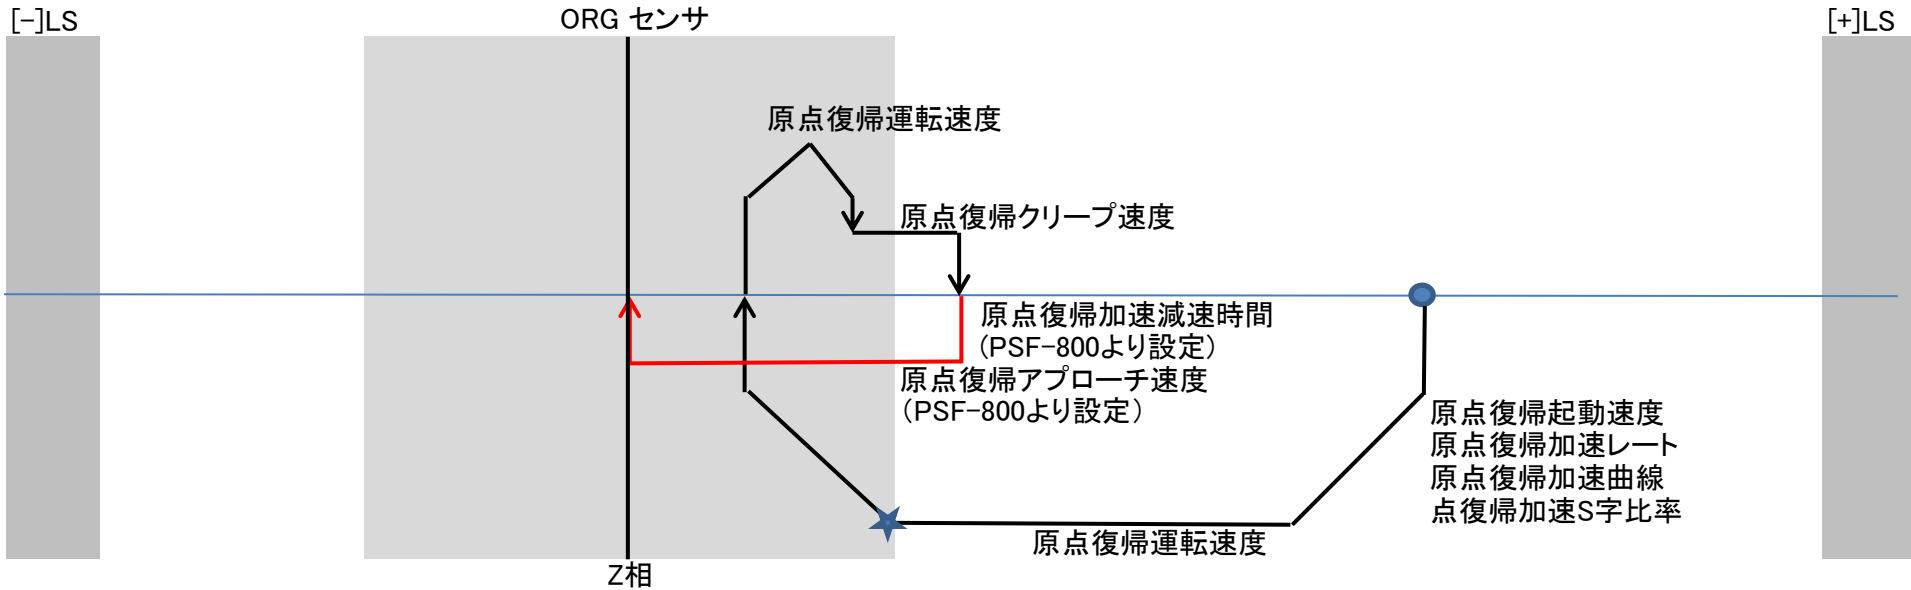 [-]LS
ORG センサ
[+]LS
原点復帰運転速度
原点復帰クリープ速度
原点復帰加速減速時間
(PSF-800より設定)
原点復帰アプローチ速度
(PSF-800より設定)
原点復帰起動速度
原点復帰加速レート
原点復帰加速曲線
点復帰加速S字比率
原点復帰運転速度
Z相